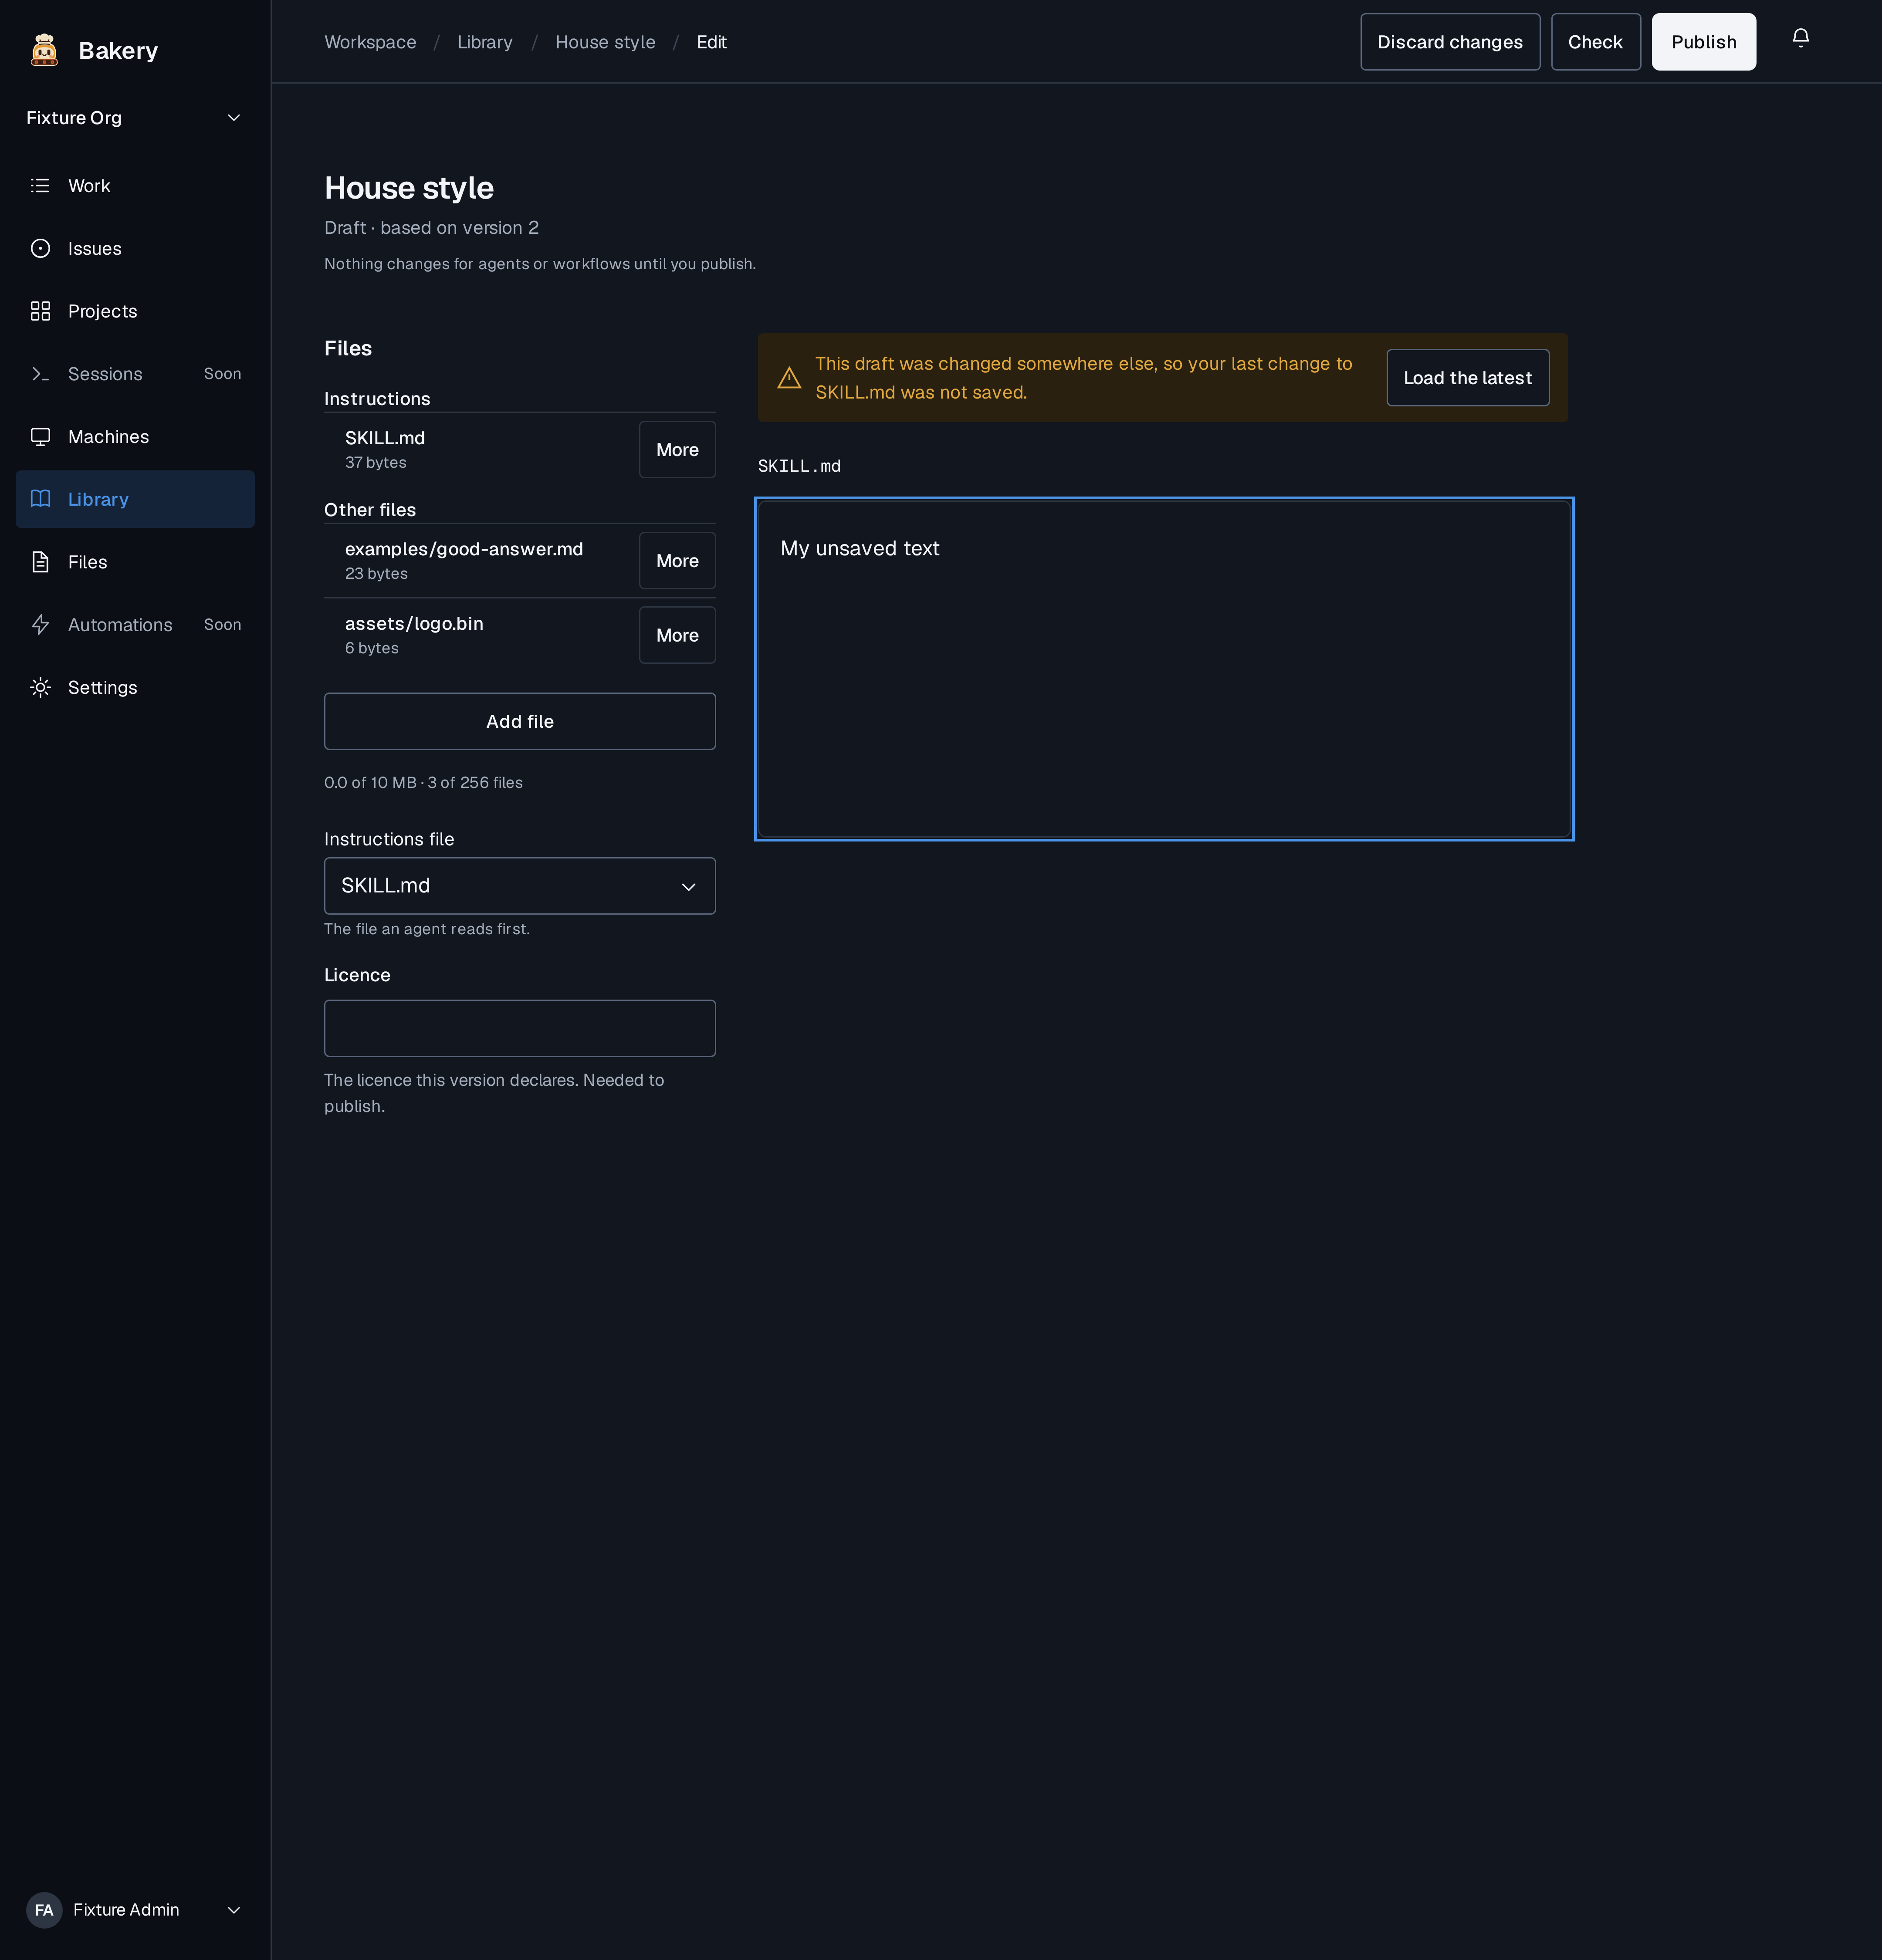 Bakery
Fixture Org
Work
Issues
Projects
Sessions Soon
Machines
Library
Files
Automations Soon
Settings
FA Fixture Admin
Workspace / Library / House style / Edit
Discard changes
Check
Publish
House style
Draft · based on version 2
Nothing changes for agents or workflows until you publish.
Files
Instructions
SKILL.md
37 bytes
More
Other files
examples/good-answer.md
23 bytes
More
assets/logo.bin
6 bytes
More
Add file
0.0 of 10 MB · 3 of 256 files
Instructions file
SKILL.md
The file an agent reads first.
Licence
The licence this version declares. Needed to
publish.
This draft was changed somewhere else, so your last change to
SKILL.md was not saved.
Load the latest
SKILL.md
My unsaved text